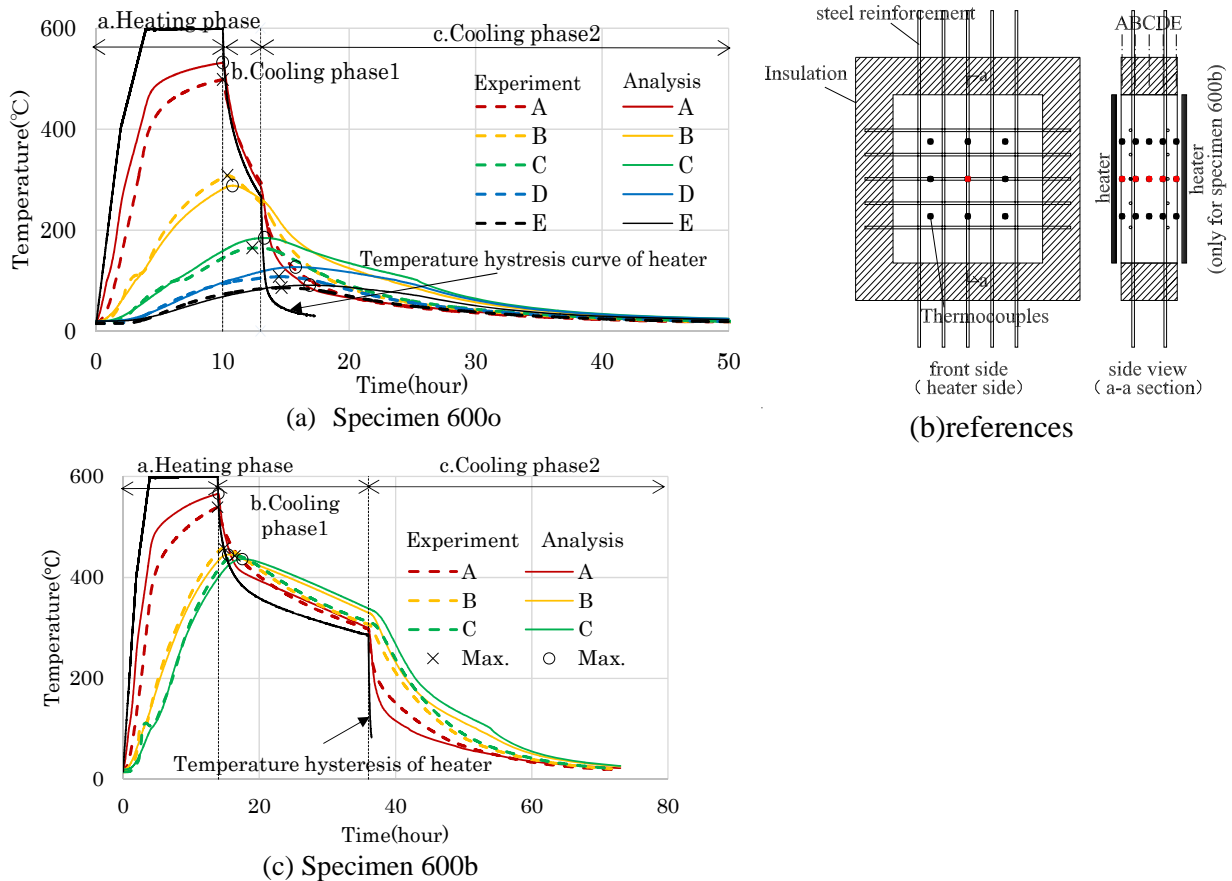 a.Heating phase
c.Cooling phase2
b.Cooling phase1
600
400
200
0
Temperature(℃)
Experiment Analysis
A A
B B
C C
D D
E E
Temperature hystresis curve of heater
0 10 20 30 40 50
Time(hour)
(a) Specimen 600o
steel reinforcement
Insulation
a
a
Thermocouples
front side
(heater side)
ABCDE
heater
heater
(only for specimen 600b)
side view
(a-a section)
(b)references
a.Heating phase
c.Cooling phase2
b.Cooling
phase1
600
400
200
0
Temperature(℃)
Experiment Analysis
A A
B B
C C
Max. Max.
Temperature hysteresis of heater
0 20 40 60 80
Time(hour)
(c) Specimen 600b